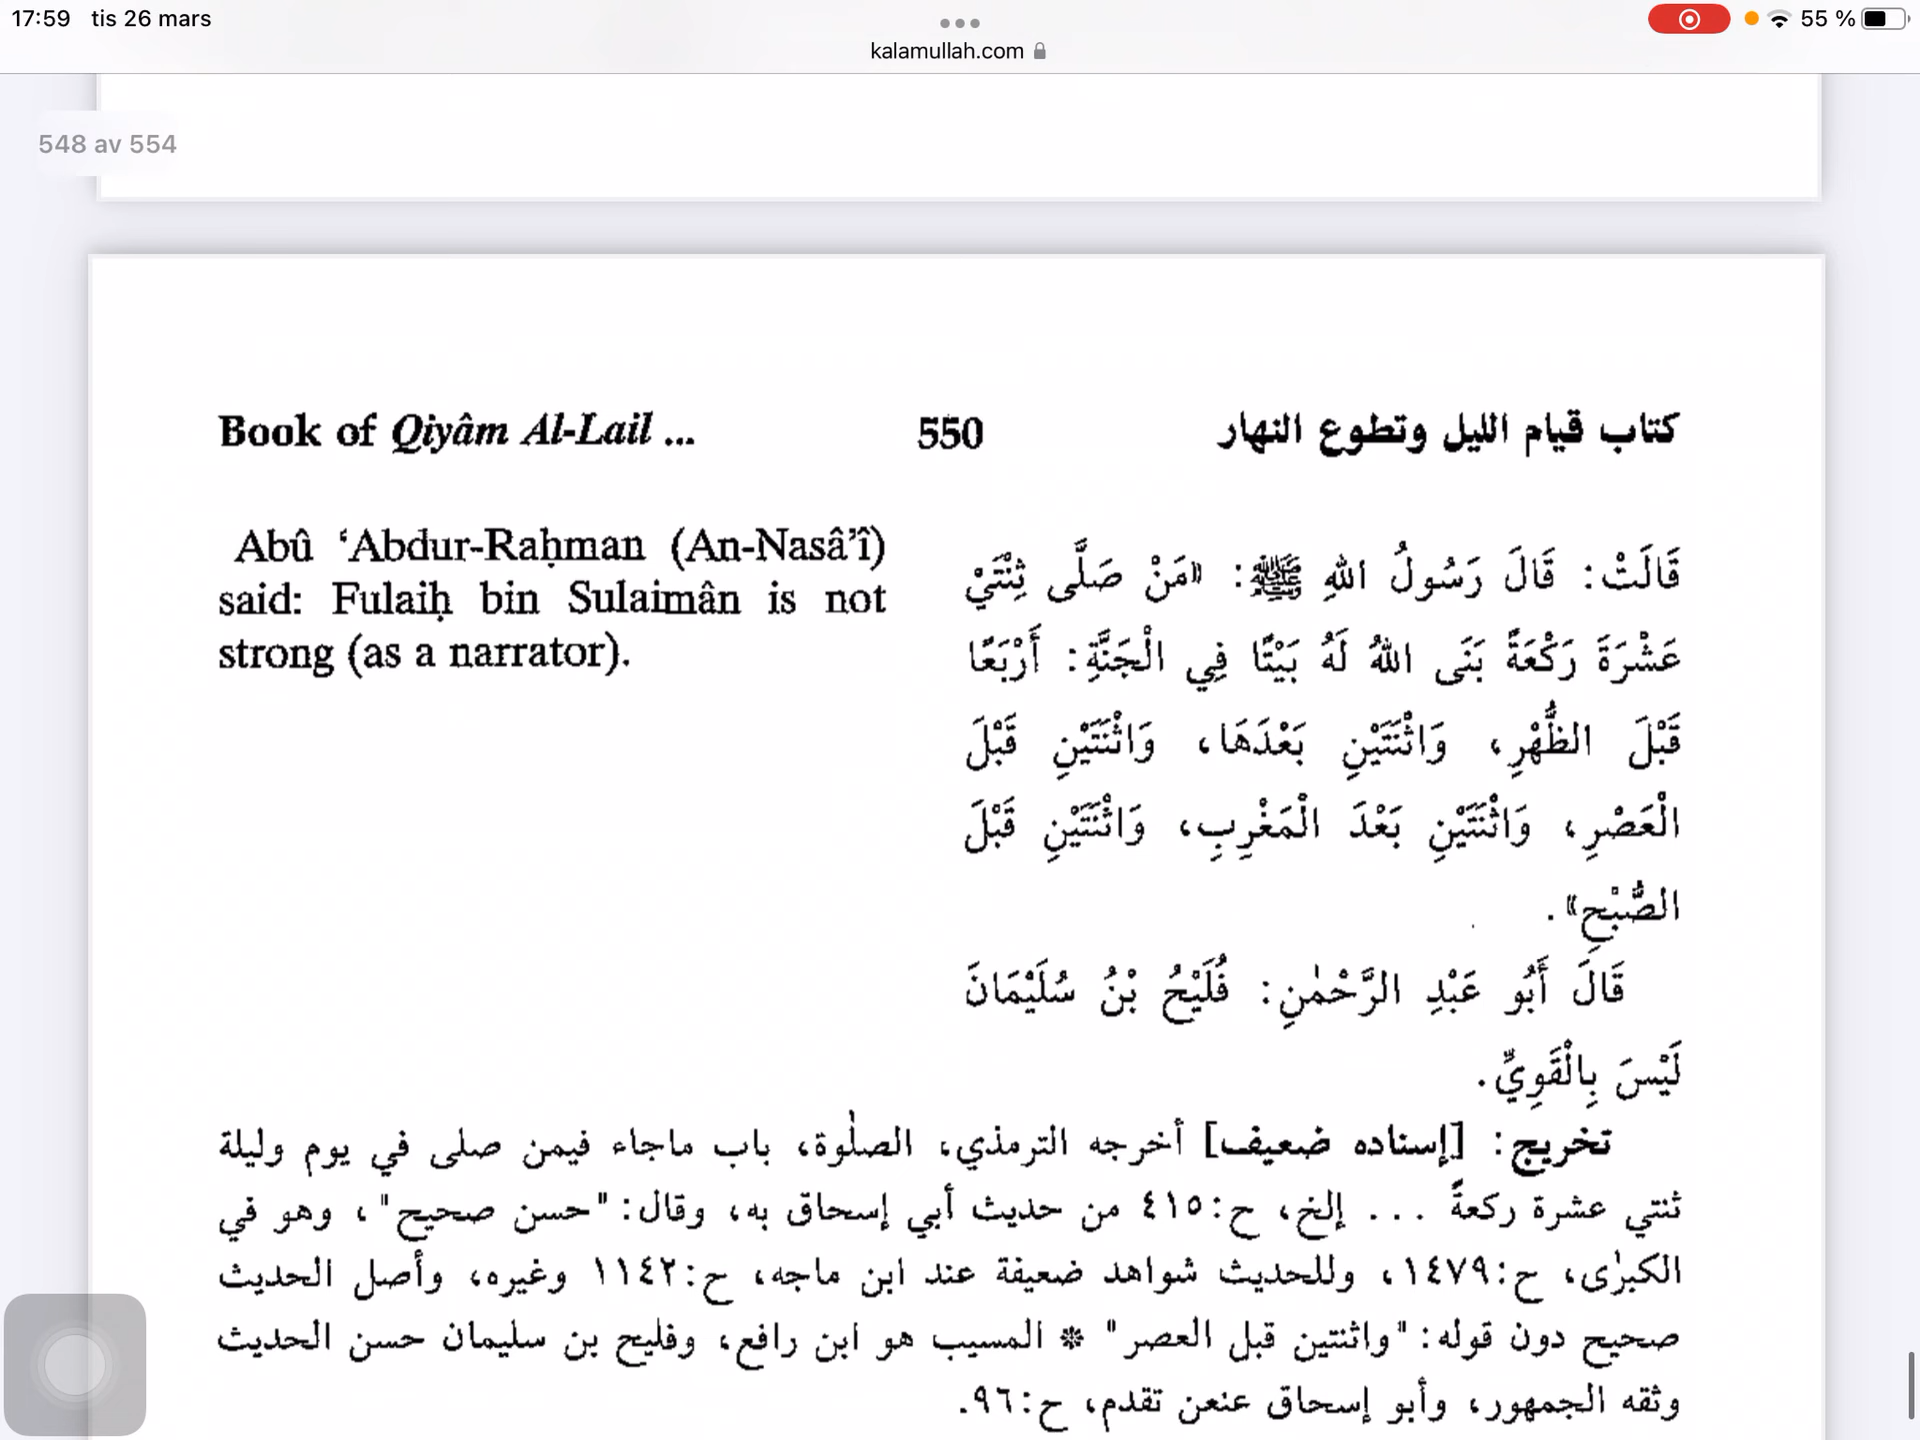 17:59 tis 26 mars
55 %
kalamullah.com
548 av 554
Book of Qiyâm Al-Lail ... 550 كتاب قيام الليل وتطوع النهار
Abû ‘Abdur-Raḥman (An-Nasâ’î)
said: Fulaiḥ bin Sulaimân is not
strong (as a narrator).
قَالَتْ: قَالَ رَسُولُ اللهِ ﷺ: «مَنْ صَلَّى ثِنْتَيْ
عَشْرَةَ رَكْعَةً بَنَى اللهُ لَهُ بَيْتًا فِي الْجَنَّةِ: أَرْبَعًا
قَبْلَ الظُّهْرِ، وَاثْنَتَيْنِ بَعْدَهَا، وَاثْنَتَيْنِ قَبْلَ
الْعَصْرِ، وَاثْنَتَيْنِ بَعْدَ الْمَغْرِبِ، وَاثْنَتَيْنِ قَبْلَ
الصُّبْحِ».
قَالَ أَبُو عَبْدِ الرَّحْمٰنِ: فُلَيْحُ بْنُ سُلَيْمَانَ
لَيْسَ بِالْقَوِيِّ.
تخريج: [إسناده ضعيف] أخرجه الترمذي، الصلٰوة، باب ماجاء فيمن صلى في يوم وليلة
ثنتي عشرة ركعةً ... إلخ، ح:٤١٥ من حديث أبي إسحاق به، وقال: "حسن صحيح"، وهو في
الكبرٰى، ح:١٤٧٩، وللحديث شواهد ضعيفة عند ابن ماجه، ح:١١٤٢ وغيره، وأصل الحديث
صحيح دون قوله: "واثنتين قبل العصر" * المسيب هو ابن رافع، وفليح بن سليمان حسن الحديث
وثقه الجمهور، وأبو إسحاق عنعن تقدم، ح:٩٦.